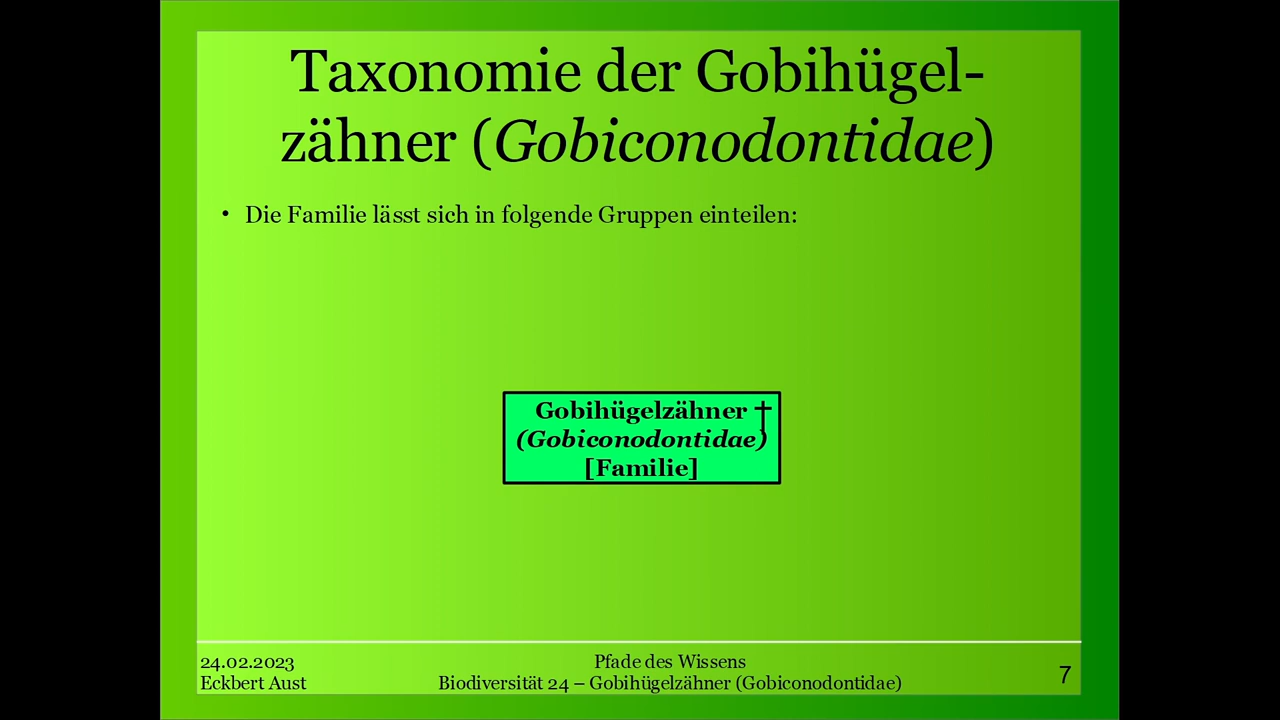 Taxonomie der Gobihügel-
zähner (Gobiconodontidae)
• Die Familie lässt sich in folgende Gruppen einteilen:
Gobihügelzähner †
(Gobiconodontidae)
[Familie]
24.02.2023
Eckbert Aust
Pfade des Wissens
Biodiversität 24 – Gobihügelzähner (Gobiconodontidae)
7